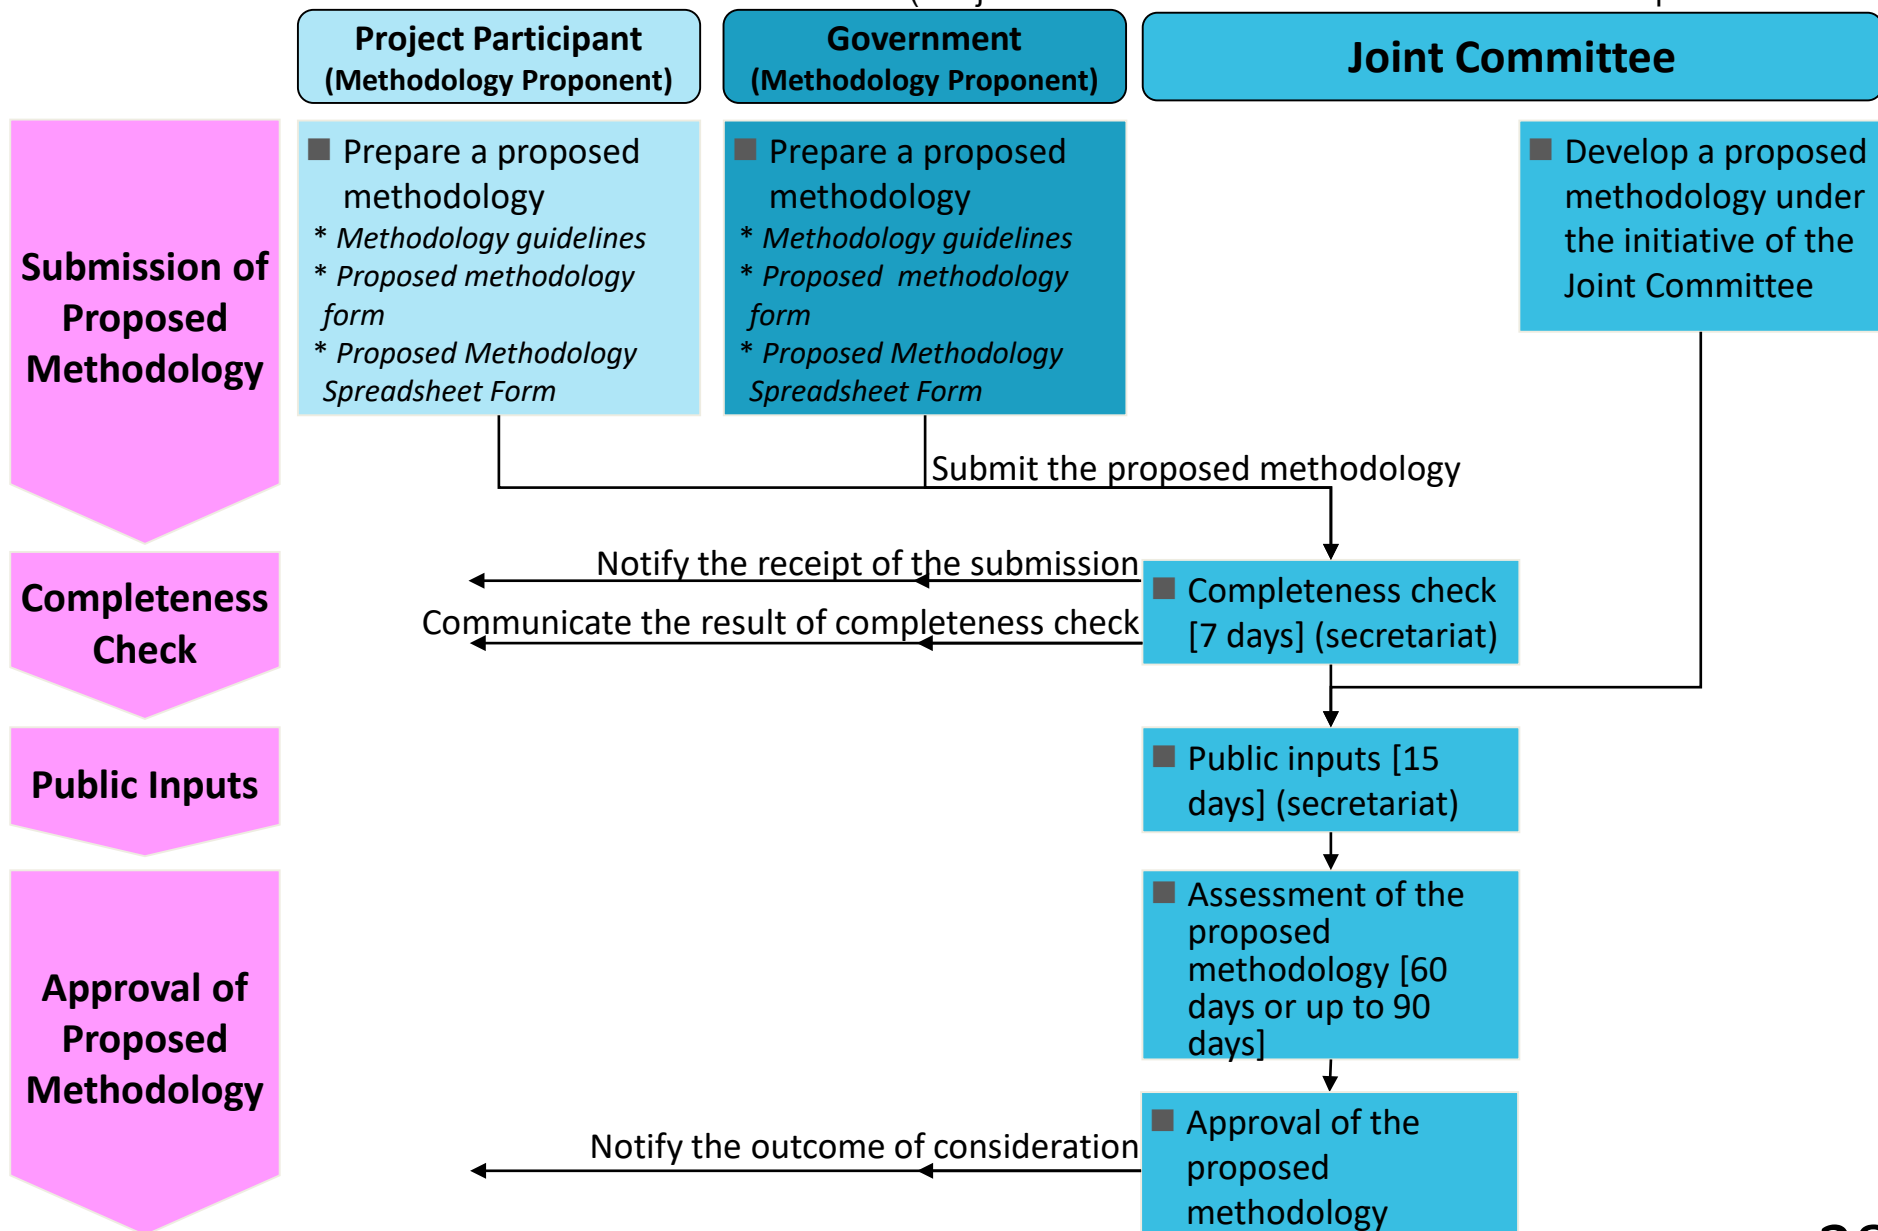 Project Participant
(Methodology Proponent)
Government
(Methodology Proponent)
Joint Committee
Submission of
Proposed
Methodology
■ Prepare a proposed
methodology
* Methodology guidelines
* Proposed methodology
form
* Proposed Methodology
Spreadsheet Form
■ Prepare a proposed
methodology
* Methodology guidelines
* Proposed methodology
form
* Proposed Methodology
Spreadsheet Form
■ Develop a proposed
methodology under
the initiative of the
Joint Committee
Submit the proposed methodology
Completeness
Check
Notify the receipt of the submission
Communicate the result of completeness check
■ Completeness check
[7 days] (secretariat)
Public Inputs
■ Public inputs [15
days] (secretariat)
Approval of
Proposed
Methodology
■ Assessment of the
proposed
methodology [60
days or up to 90
days]
Notify the outcome of consideration
■ Approval of the
proposed
methodology